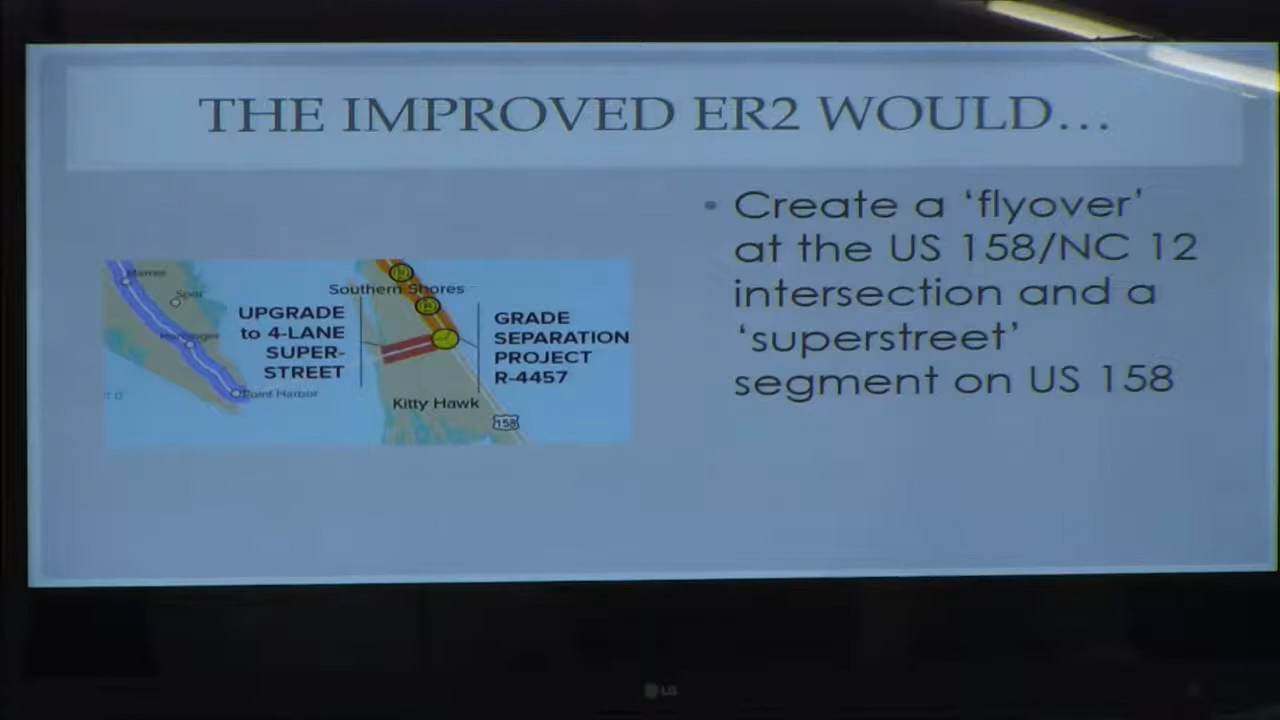 THE IMPROVED ER2 WOULD...
• Create a ‘flyover’
at the US 158/NC 12
intersection and a
‘superstreet’
segment on US 158
Southern Shores
UPGRADE
to 4-LANE
SUPER-
STREET
GRADE
SEPARATION
PROJECT
R-4457
Point Harbor
Kitty Hawk
158
LG